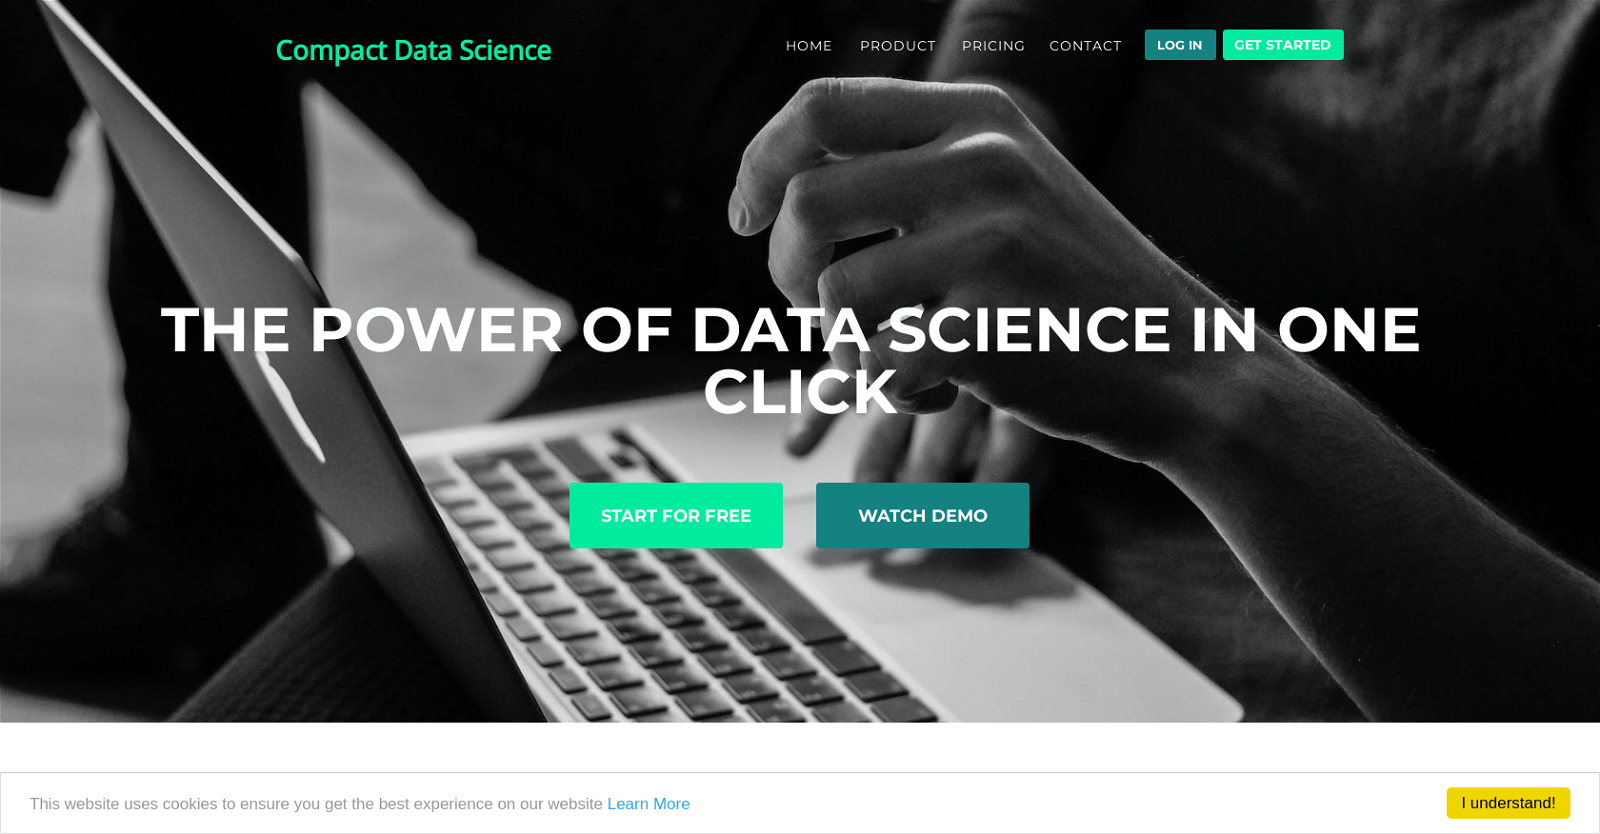 Compact Data Science
HOME PRODUCT PRICING CONTACT LOG IN GET STARTED
THE POWER OF DATA SCIENCE IN ONE
CLICK
START FOR FREE WATCH DEMO
This website uses cookies to ensure you get the best experience on our website Learn More
I understand!